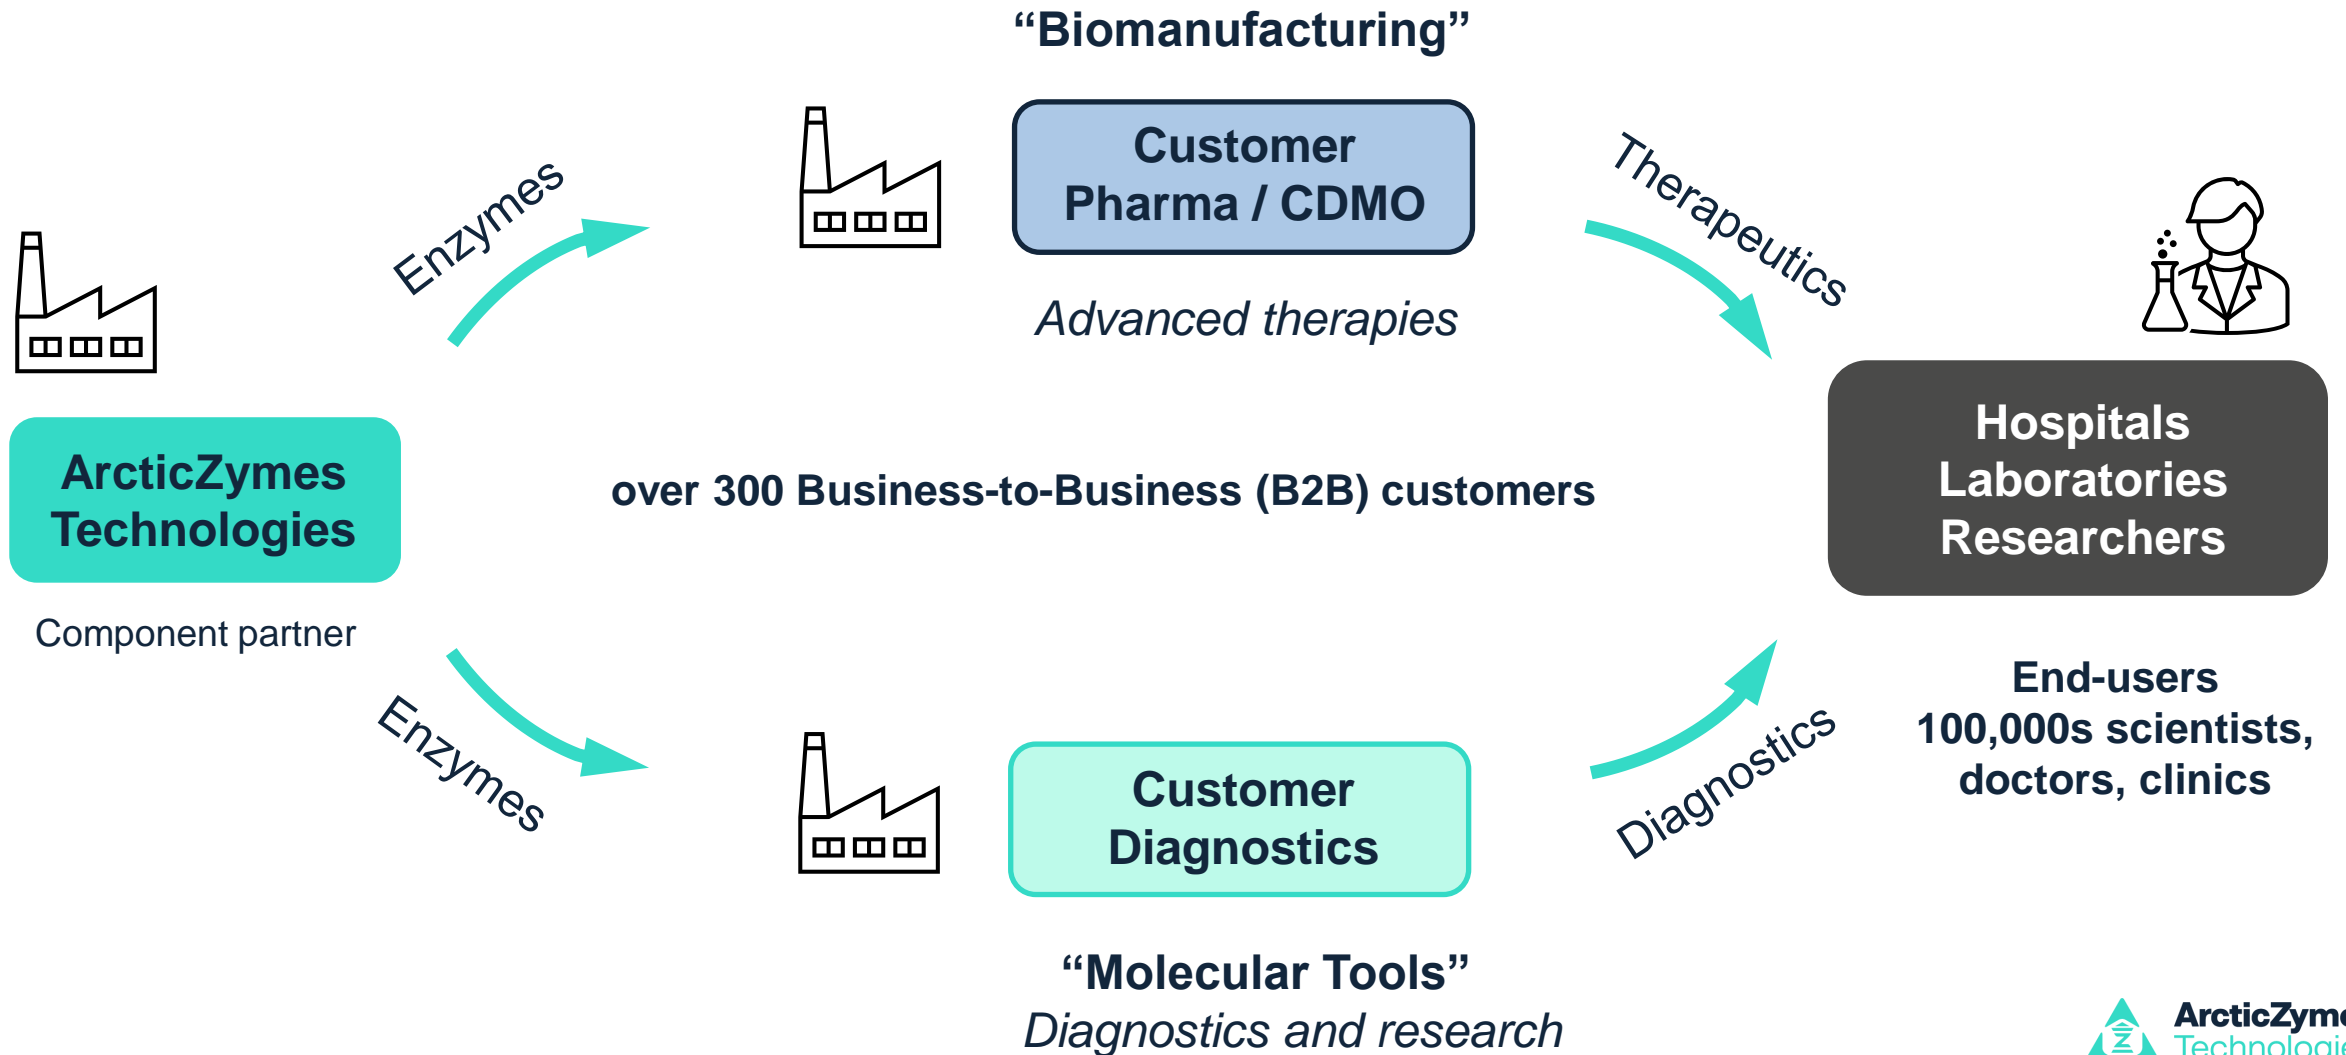 “Biomanufacturing”
Customer
Pharma / CDMO
Advanced therapies
Enzymes
Therapeutics
ArcticZymes
Technologies
Component partner
over 300 Business-to-Business (B2B) customers
Hospitals
Laboratories
Researchers
End-users
100,000s scientists,
doctors, clinics
Enzymes
Customer
Diagnostics
Diagnostics
“Molecular Tools”
Diagnostics and research
ArcticZyme
Technologie